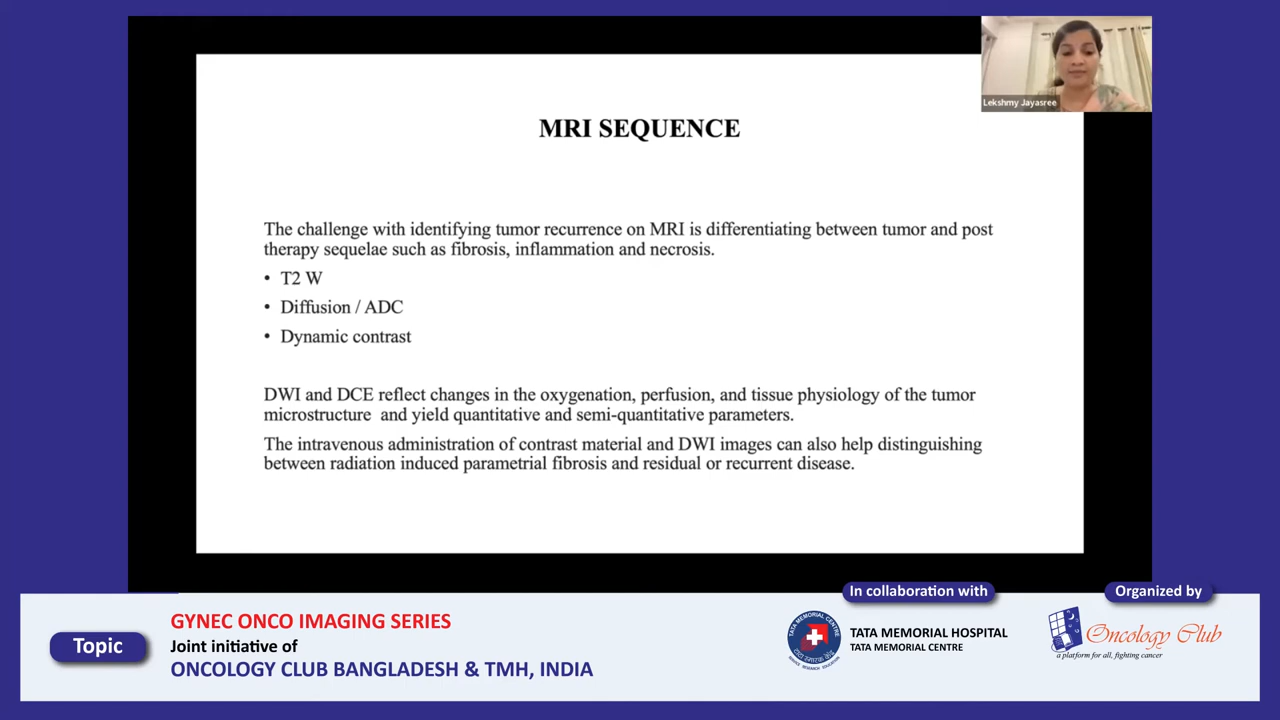 Lekshmy Jayasree
MRI SEQUENCE
The challenge with identifying tumor recurrence on MRI is differentiating between tumor and post
therapy sequelae such as fibrosis, inflammation and necrosis.
• T2 W
• Diffusion / ADC
• Dynamic contrast
DWI and DCE reflect changes in the oxygenation, perfusion, and tissue physiology of the tumor
microstructure and yield quantitative and semi-quantitative parameters.
The intravenous administration of contrast material and DWI images can also help distinguishing
between radiation induced parametrial fibrosis and residual or recurrent disease.
Topic
GYNEC ONCO IMAGING SERIES
Joint initiative of
ONCOLOGY CLUB BANGLADESH & TMH, INDIA
In collaboration with
TATA MEMORIAL CENTRE
TATA MEMORIAL HOSPITAL
TATA MEMORIAL CENTRE
Organized by
Oncology Club
a platform for all, fighting cancer